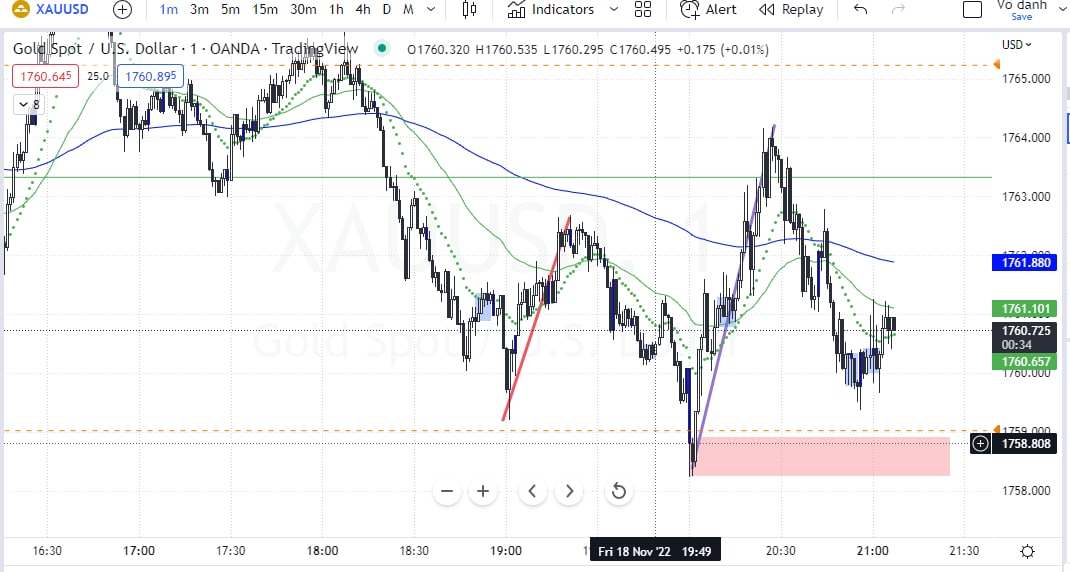 XAUUSD 1m 3m 5m 15m 30m 1h 4h D M Indicators Alert Replay Vô danh
Save
Gold Spot / U.S. Dollar · 1 · OANDA · TradingView O1760.320 H1760.535 L1760.295 C1760.495 +0.175 (+0.01%) USD
1760.645 25.0 1760.895
8
1765.000
1764.000
1763.000
XAUUSD, 1
1761.880
1761.101
1760.725
00:34
Gold Spot / U.S. Dollar
1760.657
1760.000
1759.000
1758.808
1758.000
16:30 17:00 17:30 18:00 18:30 19:00 Fri 18 Nov '22 19:49 20:30 21:00 21:30